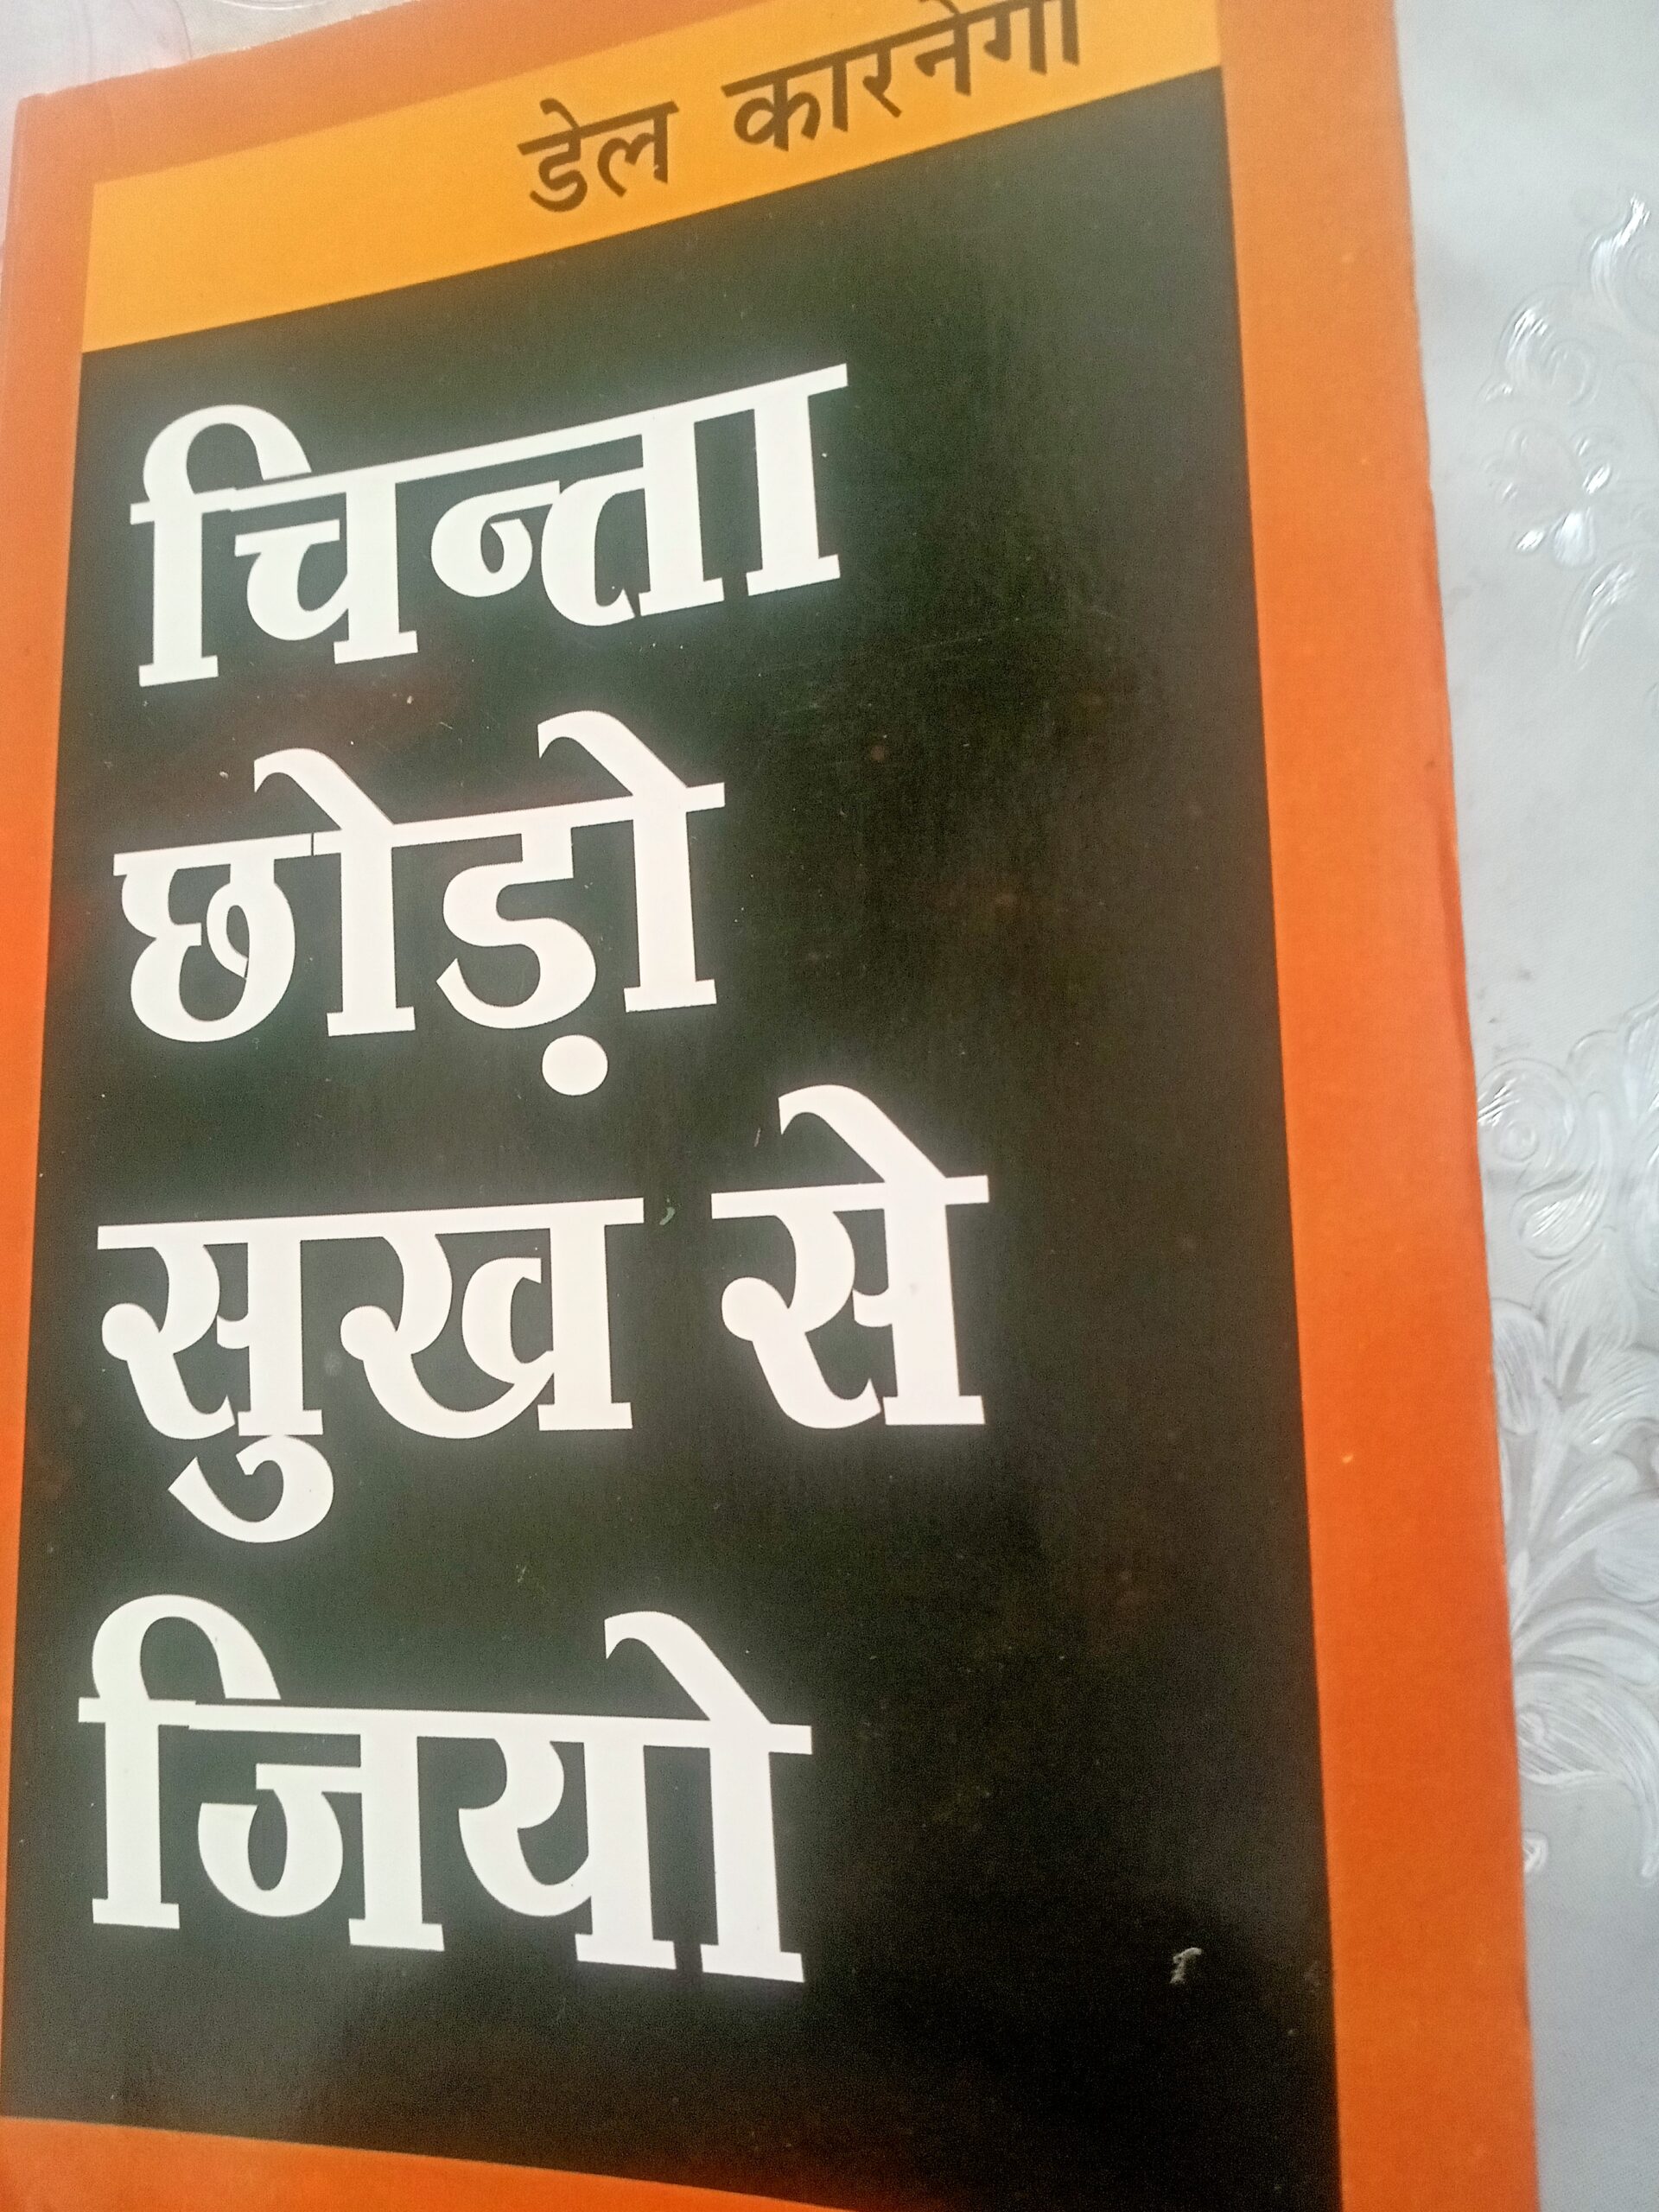 डेल कारनेगी
चिन्ता
छोड़ो
सुख से
जियो